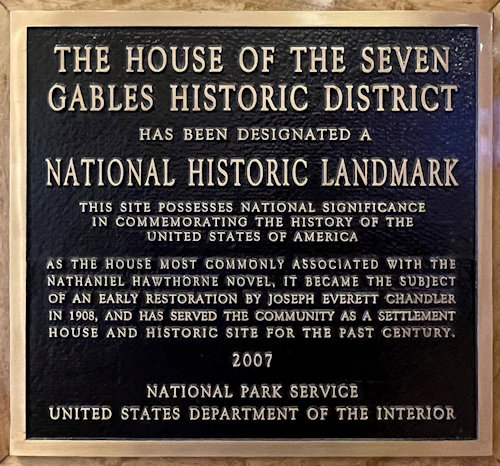 THE HOUSE OF THE SEVEN
GABLES HISTORIC DISTRICT
HAS BEEN DESIGNATED A
NATIONAL HISTORIC LANDMARK
THIS SITE POSSESSES NATIONAL SIGNIFICANCE
IN COMMEMORATING THE HISTORY OF THE
UNITED STATES OF AMERICA
AS THE HOUSE MOST COMMONLY ASSOCIATED WITH THE
NATHANIEL HAWTHORNE NOVEL, IT BECAME THE SUBJECT
OF AN EARLY RESTORATION BY JOSEPH EVERETT CHANDLER
IN 1908, AND HAS SERVED THE COMMUNITY AS A SETTLEMENT
HOUSE AND HISTORIC SITE FOR THE PAST CENTURY.
2007
NATIONAL PARK SERVICE
UNITED STATES DEPARTMENT OF THE INTERIOR